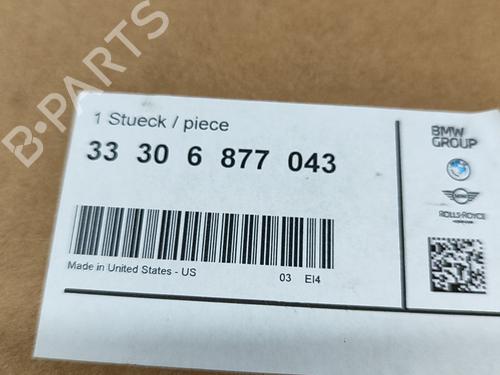 B-PARTS
1 Stueck / piece
33 30 6 877 043
Made in United States - US
03 EI4
BMW
GROUP
MINI
ROLLS-ROYCE